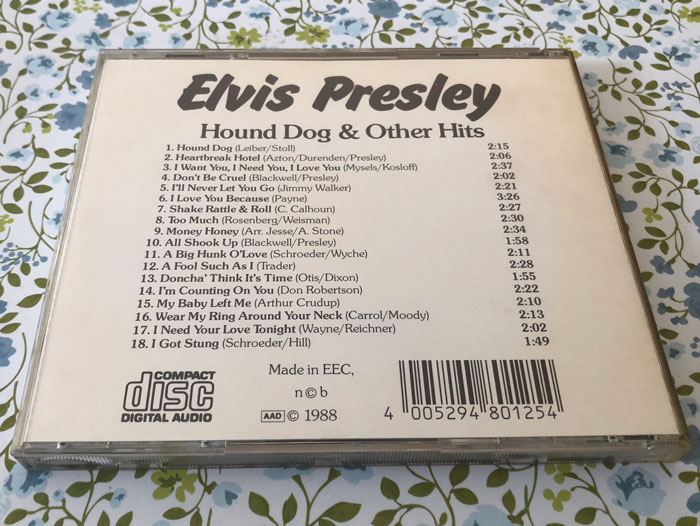 Elvis Presley
Hound Dog & Other Hits
1. Hound Dog (Leiber/Stoll) 2:15
2. Heartbreak Hotel (Azton/Durenden/Presley) 2:06
3. I Want You, I Need You, I Love You (Mysels/Kosloff) 2:37
4. Don't Be Cruel (Blackwell/Presley) 2:02
5. I'll Never Let You Go (Jimmy Walker) 2:21
6. I Love You Because (Payne) 3:26
7. Shake Rattle & Roll (C. Calhoun) 2:27
8. Too Much (Rosenberg/Weisman) 2:30
9. Money Honey (Arr. Jesse/A. Stone) 2:34
10. All Shook Up (Blackwell/Presley) 1:58
11. A Big Hunk O'Love (Schroeder/Wyche) 2:11
12. A Fool Such As I (Trader) 2:28
13. Doncha' Think It's Time (Otis/Dixon) 1:55
14. I'm Counting On You (Don Robertson) 2:22
15. My Baby Left Me (Arthur Crudup) 2:10
16. Wear My Ring Around Your Neck (Carrol/Moody) 2:13
17. I Need Your Love Tonight (Wayne/Reichner) 2:02
18. I Got Stung (Schroeder/Hill) 1:49
COMPACT
disc
DIGITAL AUDIO
Made in EEC,
n©b
AAD © 1988
4 005294 801254